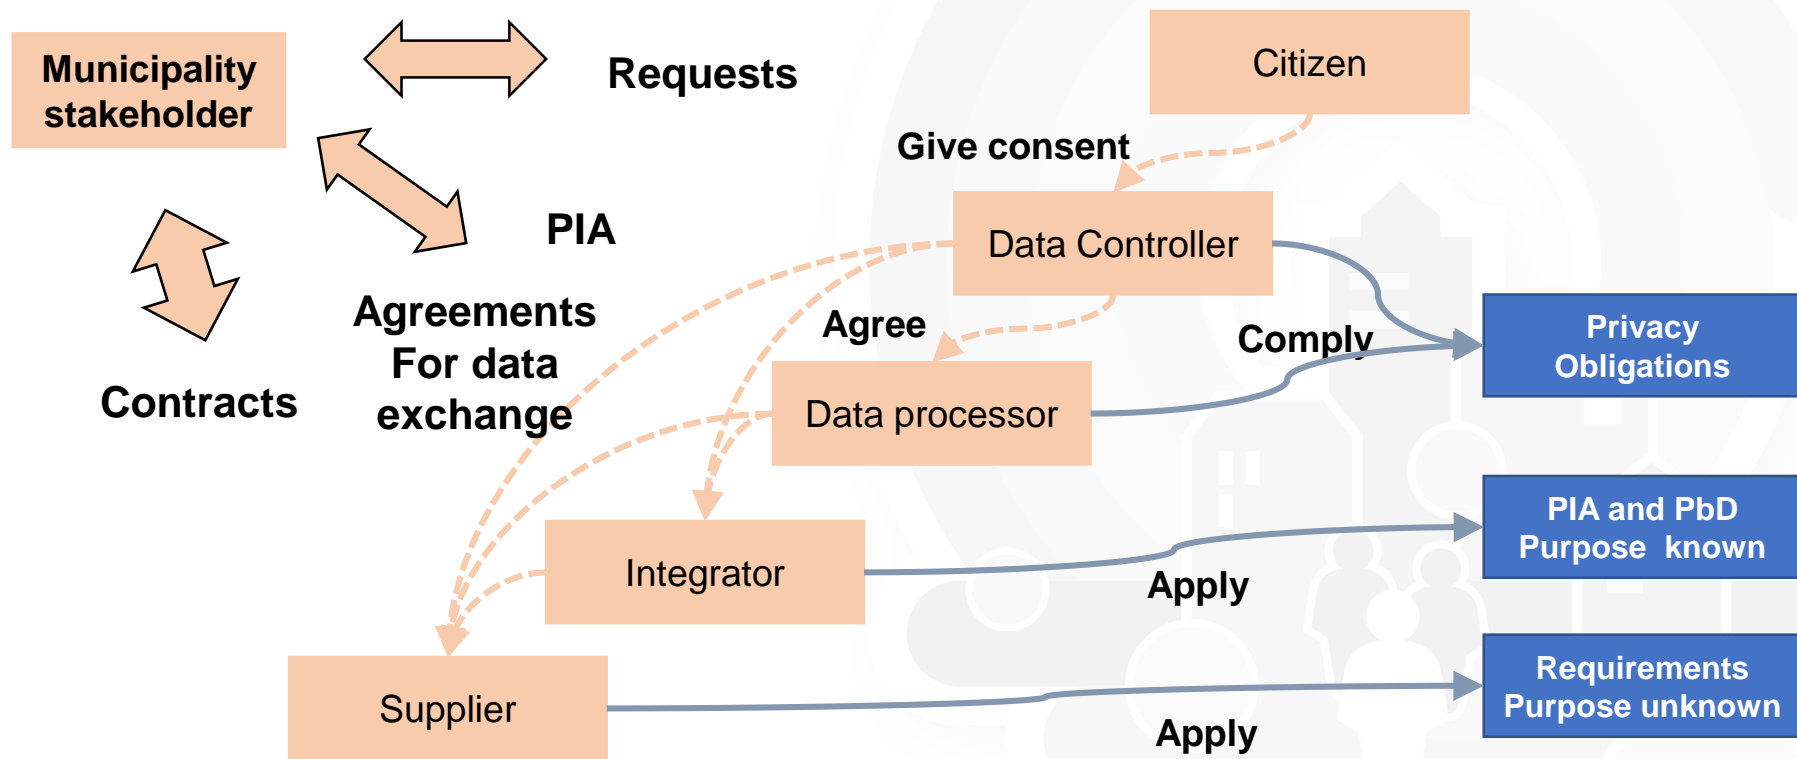 Municipality
stakeholder
Requests
Citizen
Give consent
PIA
Data Controller
Agreements
For data
exchange
Agree
Comply
Privacy
Obligations
Contracts
Data processor
PIA and PbD
Purpose known
Integrator
Apply
Requirements
Purpose unknown
Supplier
Apply